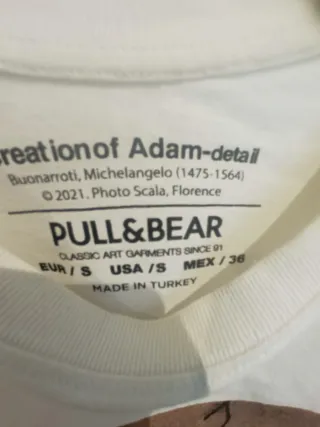 reation of Adam-detail
Buonarroti, Michelangelo (1475-1564)
© 2021. Photo Scala, Florence
PULL&BEAR
CLASSIC ART GARMENTS SINCE 91
EUR / S USA / S MEX / 36
MADE IN TURKEY